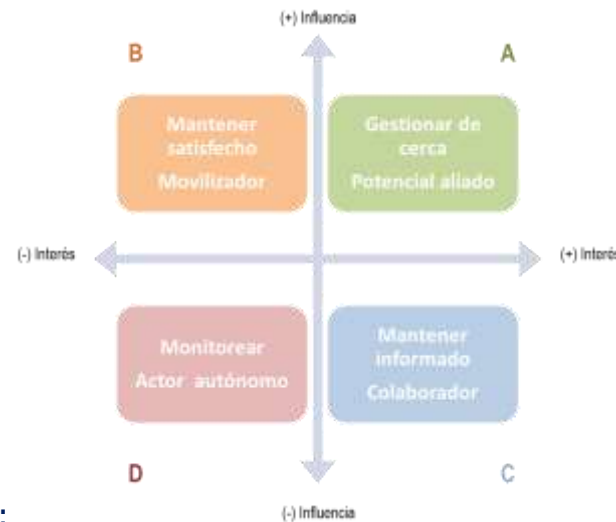 (+) Influencia
B
A
Mantener
satisfecho
Movilizador
Gestionar de
cerca
Potencial aliado
(-) Interés
(+) Interés
Monitorear
Actor autónomo
Mantener
informado
Colaborador
D
C
:
(-) Influencia